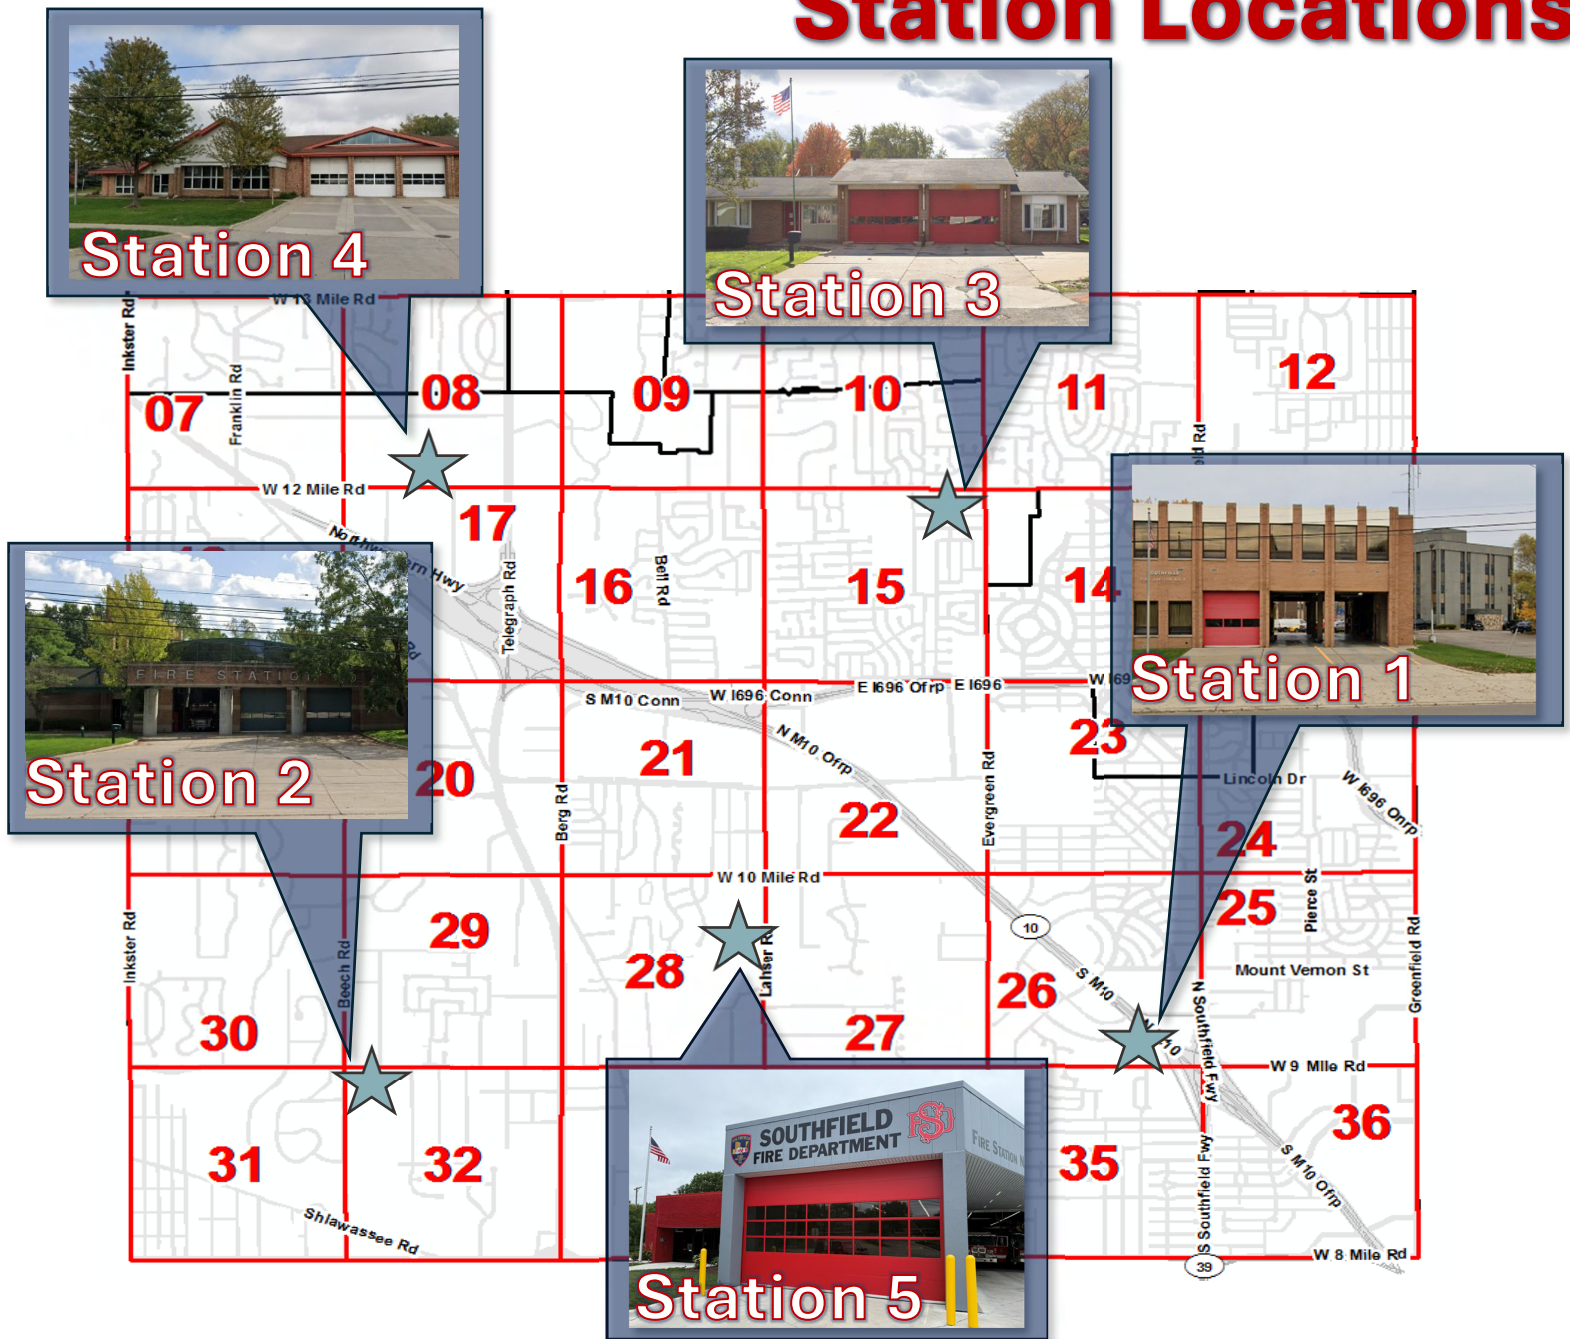 Station Locations
Station 4
Station 3
W 13 Mile Rd
Inkster Rd
Franklin Rd
07
08
09
10
11
12
W 12 Mile Rd
17
16
Bell Rd
15
14
Telegraph Rd
FIRE STATION
Station 2
Station 1
S M10 Conn
W I696 Conn
E I696 Ofrp
E I696
N M10 Ofrp
20
21
22
23
Lincoln Dr
W I696 Onrp
24
Berg Rd
Evergreen Rd
W 10 Mile Rd
Inkster Rd
Beech Rd
29
28
Lahser R
10
25
Pierce St
Mount Vernon St
Greenfield Rd
30
27
26
S M10
N Southfield Fwy
W 9 Mile Rd
31
32
35
36
Shiawassee Rd
SOUTHFIELD
FIRE DEPARTMENT
FIRE STATION
Station 5
S Southfield Fwy
S M10 Ofrp
39
W 8 Mile Rd